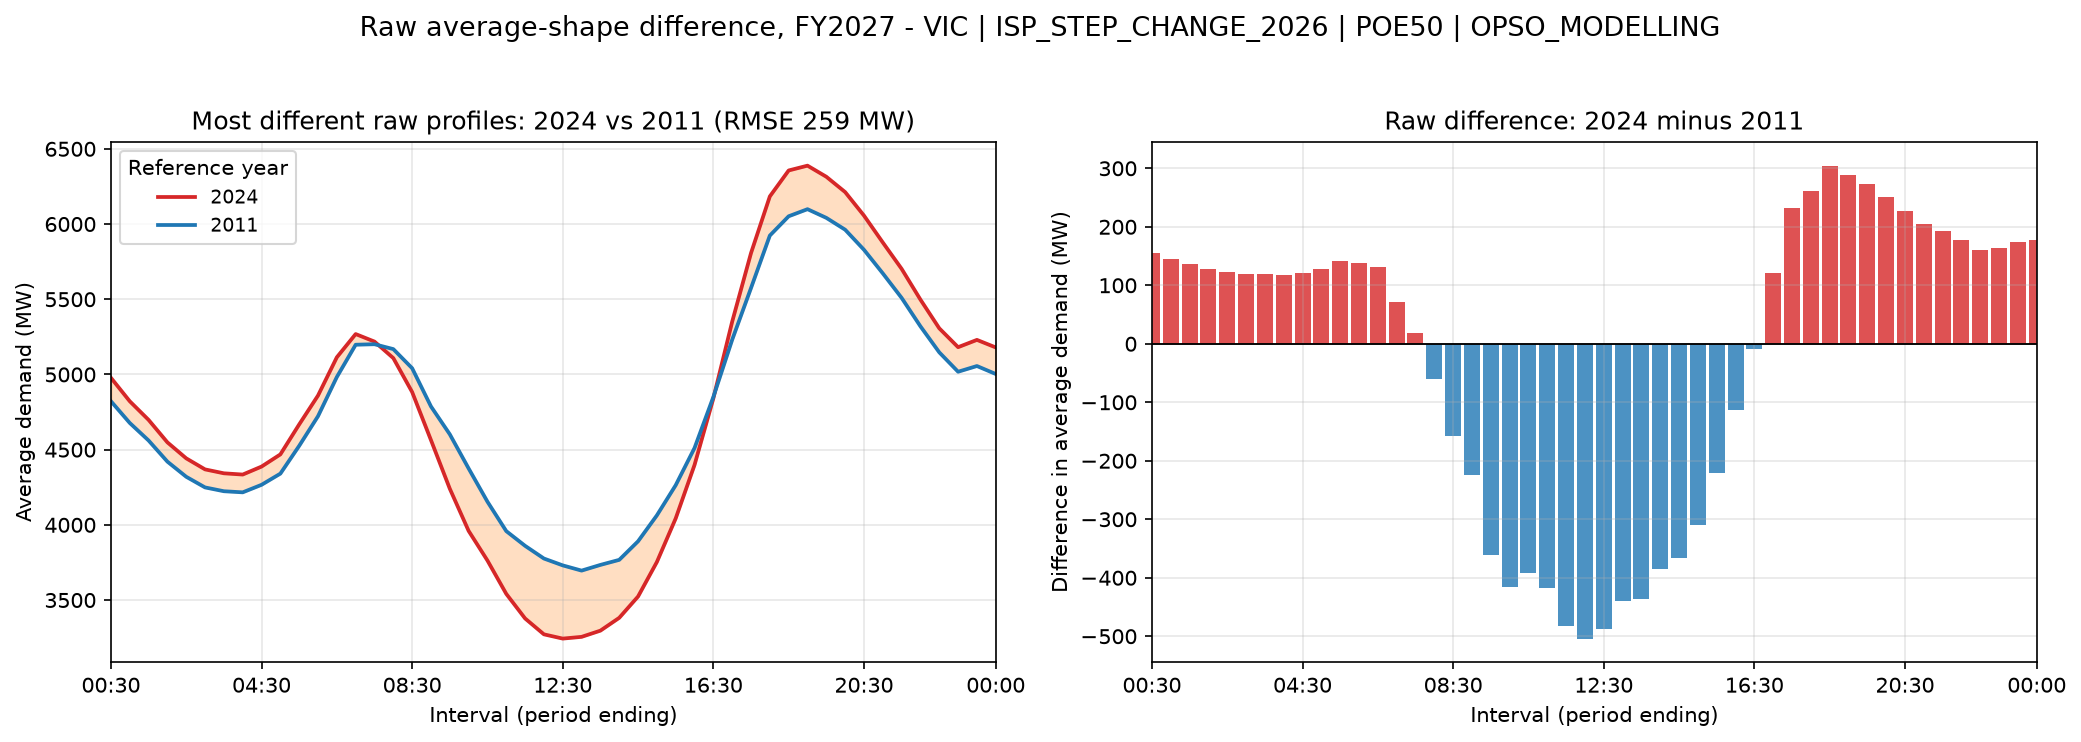 Raw average-shape difference, FY2027 - VIC | ISP_STEP_CHANGE_2026 | POE50 | OPSO_MODELLING
Most different raw profiles: 2024 vs 2011 (RMSE 259 MW)
Average demand (MW)
6500
6000
5500
5000
4500
4000
3500
Reference year
2024
2011
00:30 04:30 08:30 12:30 16:30 20:30 00:00
Interval (period ending)
Raw difference: 2024 minus 2011
Difference in average demand (MW)
300
200
100
0
−100
−200
−300
−400
−500
00:30 04:30 08:30 12:30 16:30 20:30 00:00
Interval (period ending)